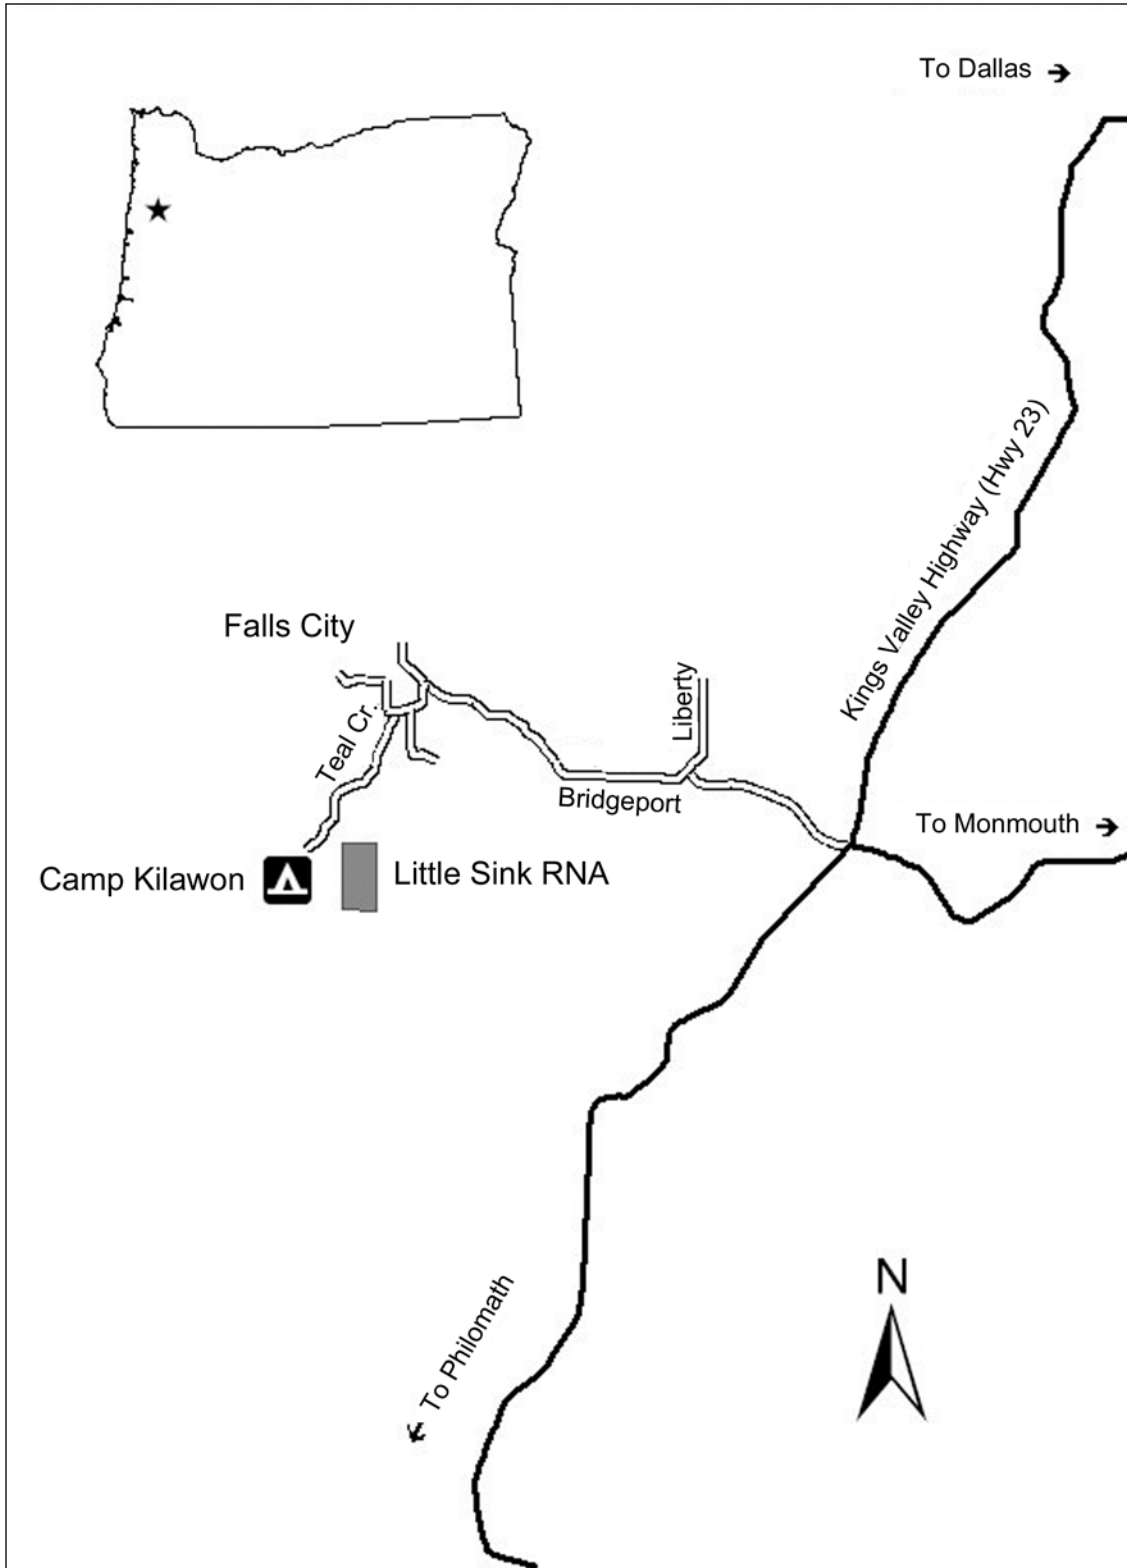 To Dallas
Kings Valley Highway (Hwy 23)
Falls City
Liberty
Teal Cr.
Bridgeport
To Monmouth
Camp Kilawon
Little Sink RNA
N
To Philomath